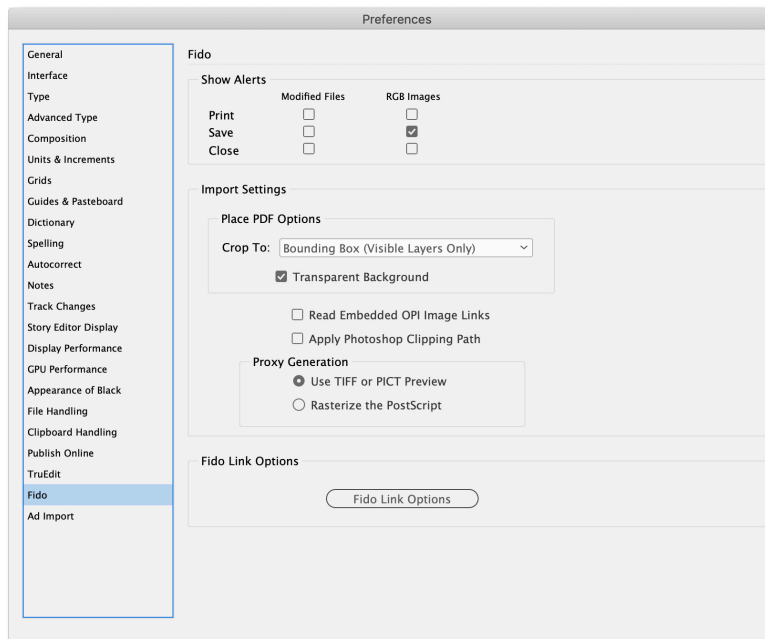 Preferences
General
Interface
Type
Advanced Type
Composition
Units & Increments
Grids
Guides & Pasteboard
Dictionary
Spelling
Autocorrect
Notes
Track Changes
Story Editor Display
Display Performance
GPU Performance
Appearance of Black
File Handling
Clipboard Handling
Publish Online
TruEdit
Fido
Ad Import
Fido
Show Alerts
Modified Files RGB Images
Print
Save
Close
Import Settings
Place PDF Options
Crop To: Bounding Box (Visible Layers Only)
Transparent Background
Read Embedded OPI Image Links
Apply Photoshop Clipping Path
Proxy Generation
Use TIFF or PICT Preview
Rasterize the PostScript
Fido Link Options
Fido Link Options